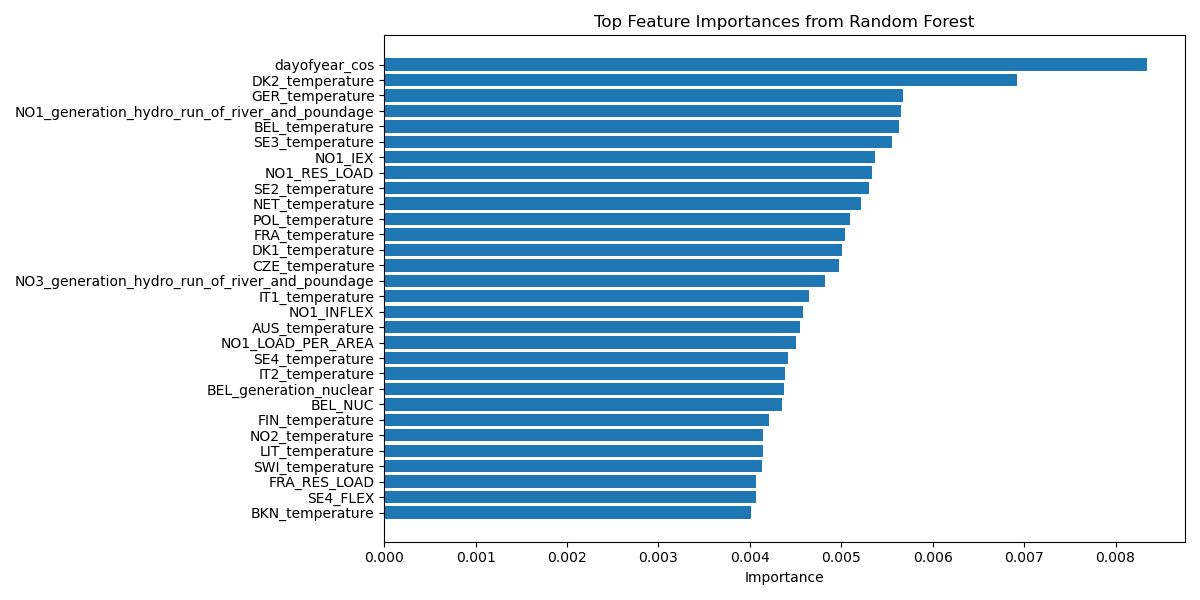 Top Feature Importances from Random Forest
dayofyear_cos
DK2_temperature
GER_temperature
NO1_generation_hydro_run_of_river_and_poundage
BEL_temperature
SE3_temperature
NO1_IEX
NO1_RES_LOAD
SE2_temperature
NET_temperature
POL_temperature
FRA_temperature
DK1_temperature
CZE_temperature
NO3_generation_hydro_run_of_river_and_poundage
IT1_temperature
NO1_INFLEX
AUS_temperature
NO1_LOAD_PER_AREA
SE4_temperature
IT2_temperature
BEL_generation_nuclear
BEL_NUC
FIN_temperature
NO2_temperature
LIT_temperature
SWI_temperature
FRA_RES_LOAD
SE4_FLEX
BKN_temperature
0.000 0.001 0.002 0.003 0.004 0.005 0.006 0.007 0.008
Importance